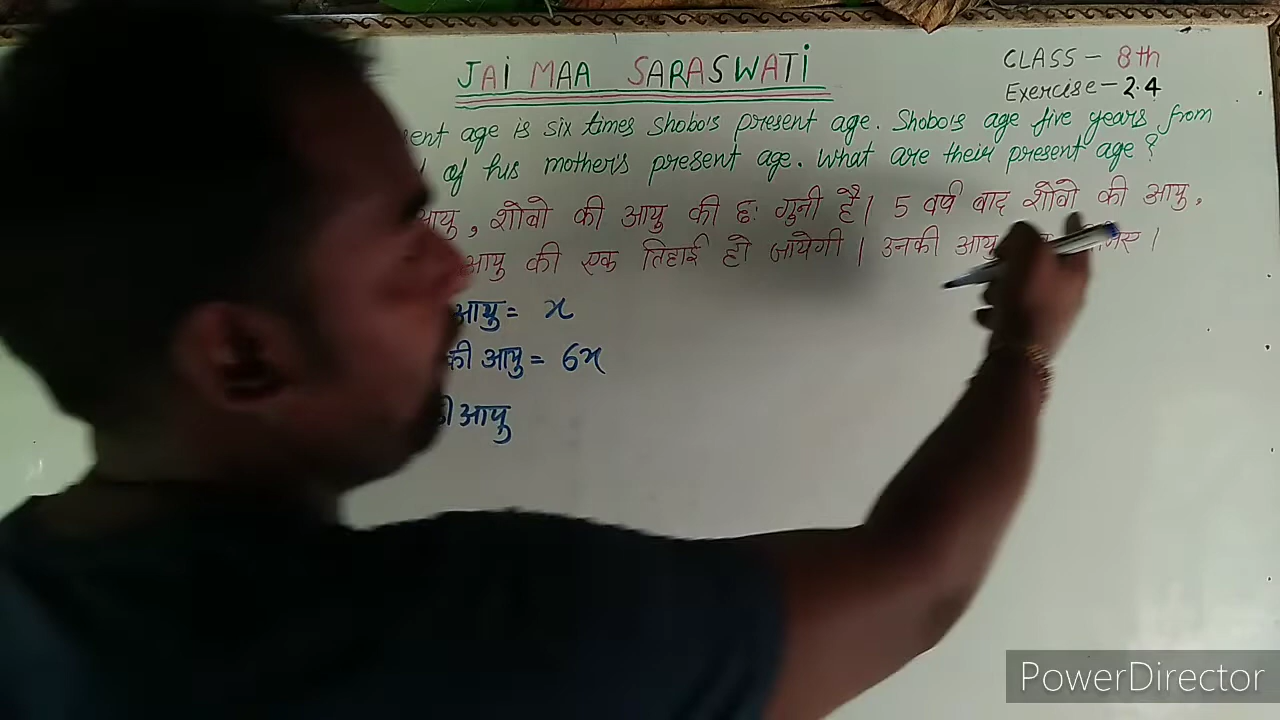 JAI MAA SARASWATI
CLASS - 8th
Exercise - 2.4
ent age is six times Shobo's present age. Shobo's age five years from
of his mother's present age. What are their present age ?
आयु, शोबो की आयु की छः गुनी है। 5 वर्ष बाद शोबो की आयु,
आयु की एक तिहाई हो जायेगी। उनकी आयु
आयु = x
की आयु = 6x
की आयु
PowerDirector